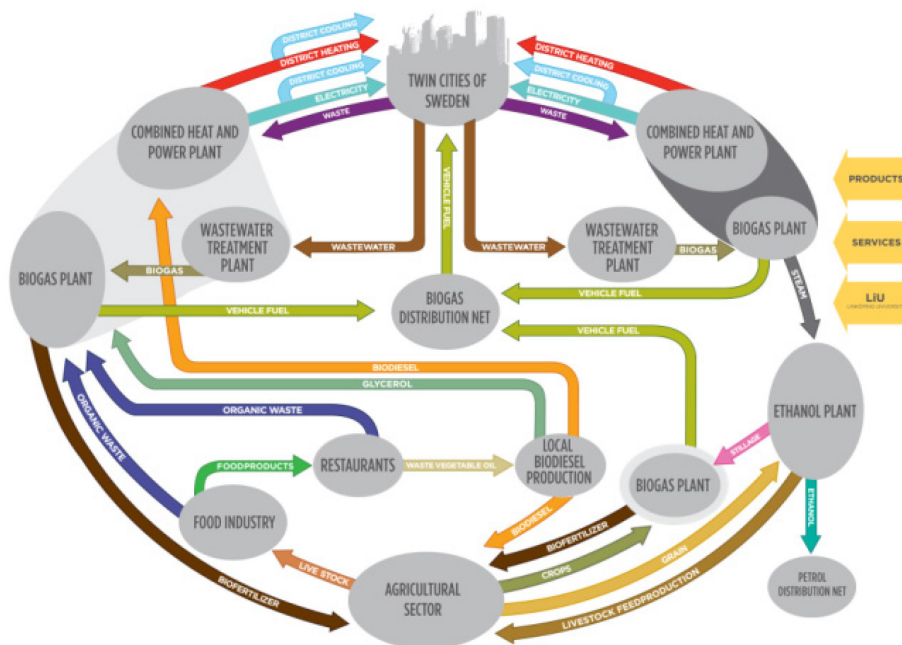 DISTRICT COOLING
DISTRICT HEATING
DISTRICT COOLING
ELECTRICITY
WASTE
TWIN CITIES OF
SWEDEN
DISTRICT HEATING
DISTRICT COOLING
ELECTRICITY
WASTE
COMBINED HEAT AND
POWER PLANT
COMBINED HEAT AND
POWER PLANT
PRODUCTS
VEHICLE FUEL
WASTEWATER
TREATMENT
PLANT
WASTEWATER
WASTEWATER
WASTEWATER
TREATMENT
PLANT
BIOGAS
BIOGAS PLANT
SERVICES
BIOGAS PLANT
BIOGAS
STEAM
VEHICLE FUEL
BIOGAS
DISTRIBUTION NET
VEHICLE FUEL
LiU
LINKÖPING UNIVERSITY
VEHICLE FUEL
BIODIESEL
GLYCEROL
ORGANIC WASTE
ORGANIC WASTE
ETHANOL PLANT
STILLAGE
FOODPRODUCTS
RESTAURANTS
WASTE VEGETABLE OIL
LOCAL
BIODIESEL
PRODUCTION
BIOGAS PLANT
ETHANOL
FOOD INDUSTRY
BIODIESEL
BIOFERTILIZER
GRAIN
LIVE STOCK
CROPS
BIOFERTILIZER
AGRICULTURAL
SECTOR
LIVESTOCK FEEDPRODUCTION
PETROL
DISTRIBUTION NET